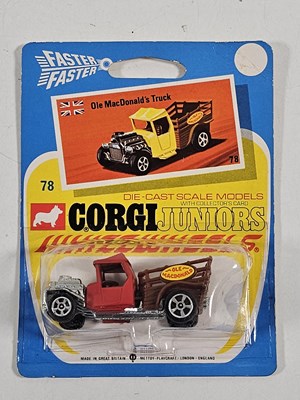 FASTER
FASTER
Ole MacDonald's Truck
78
78
DIE-CAST SCALE MODELS
WITH COLLECTOR'S CARD
CORGI JUNIORS
OLE
MACDONALD
MADE IN GREAT BRITAIN METTOY-PLAYCRAFT - LONDON - ENGLAND